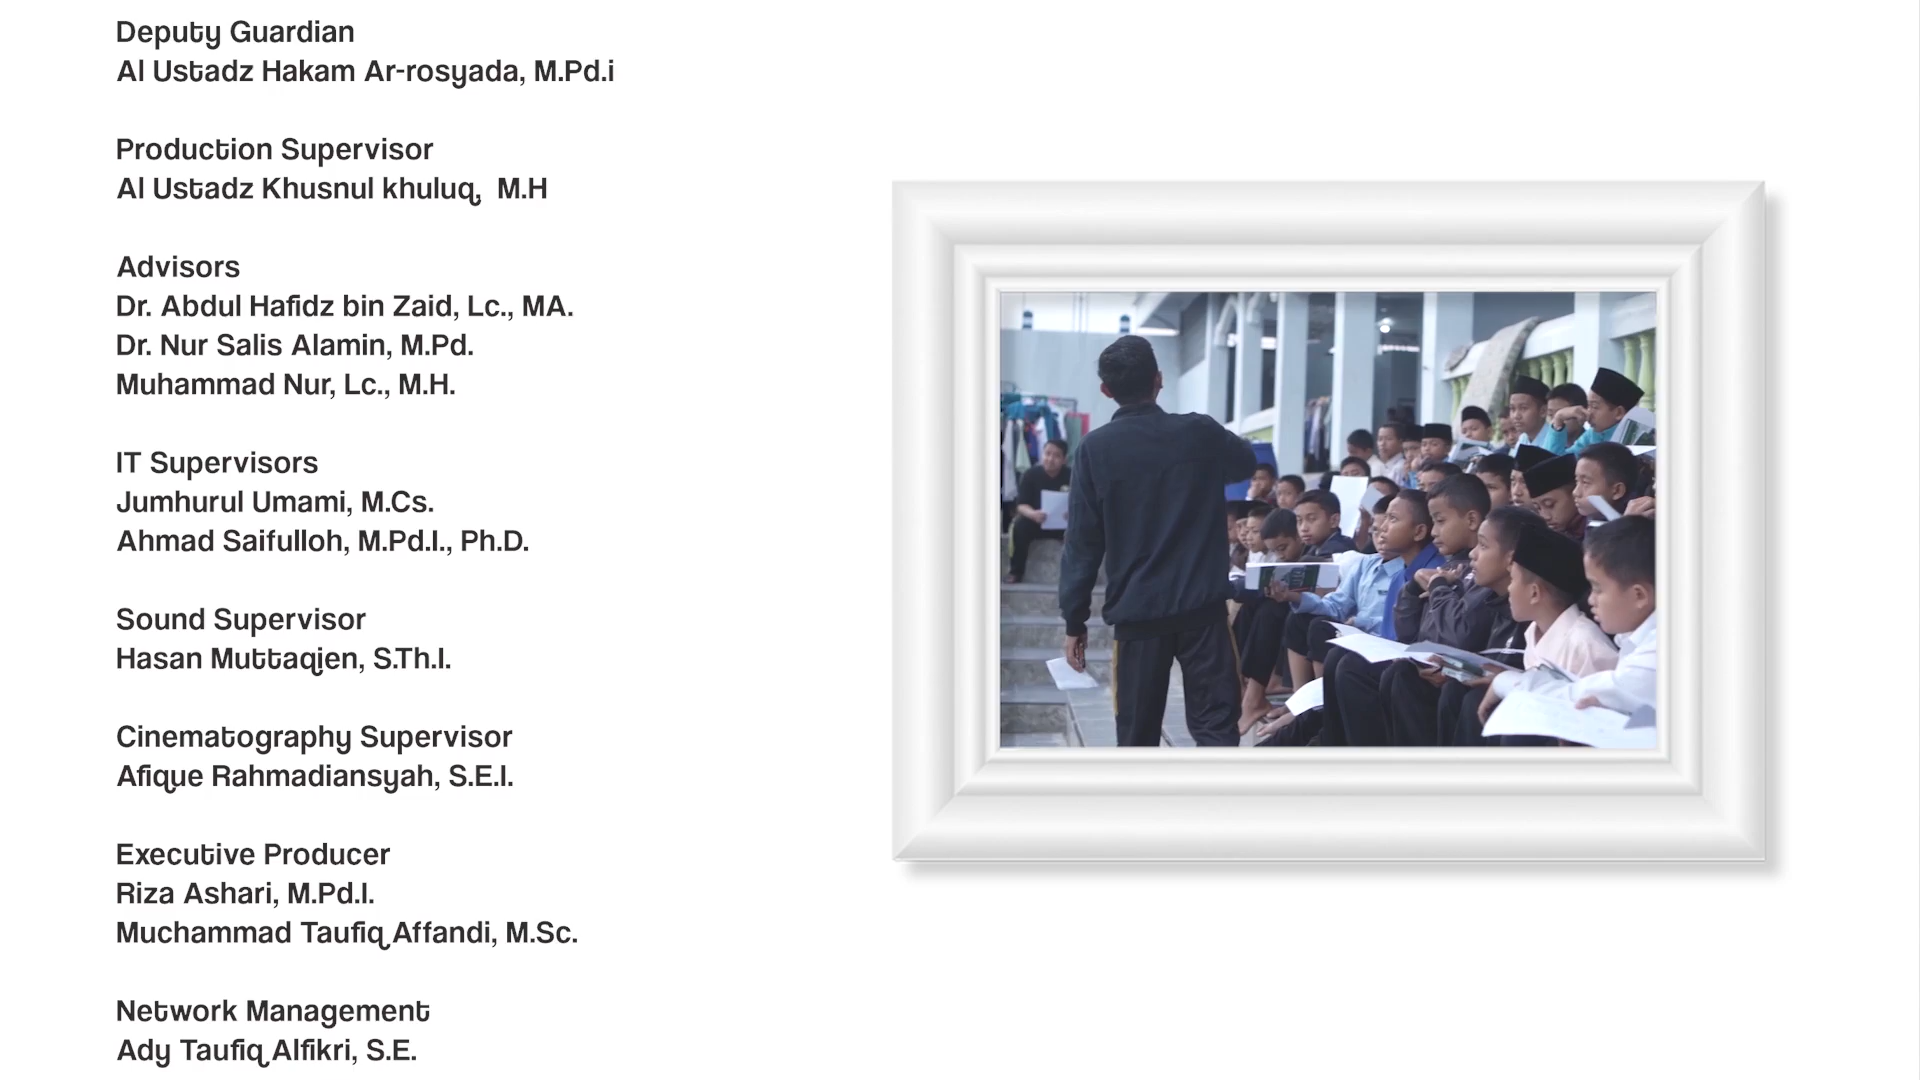 Deputy Guardian
Al Ustadz Hakam Ar-rosyada, M.Pd.i
Production Supervisor
Al Ustadz Khusnul khuluq,  M.H
Advisors
Dr. Abdul Hafidz bin Zaid, Lc., MA.
Dr. Nur Salis Alamin, M.Pd.
Muhammad Nur, Lc., M.H.
IT Supervisors
Jumhurul Umami, M.Cs.
Ahmad Saifulloh, M.Pd.I., Ph.D.
Sound Supervisor
Hasan Muttaqien, S.Th.I.
Cinematography Supervisor
Afique Rahmadiansyah, S.E.I.
Executive Producer
Riza Ashari, M.Pd.I.
Muchammad Taufiq Affandi, M.Sc.
Network Management
Ady Taufiq Alfikri, S.E.